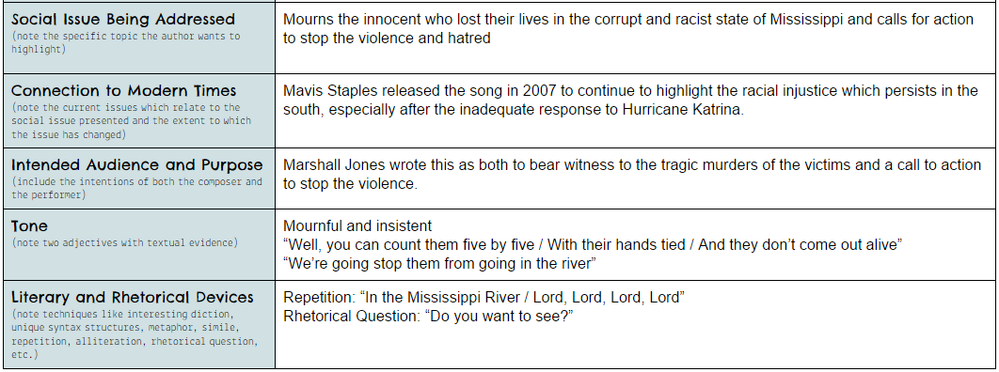 Social Issue Being Addressed
(note the specific topic the author wants to
highlight)
Mourns the innocent who lost their lives in the corrupt and racist state of Mississippi and calls for action
to stop the violence and hatred
Connection to Modern Times
(note the current issues which relate to the
social issue presented and the extent to which
the issue has changed)
Mavis Staples released the song in 2007 to continue to highlight the racial injustice which persists in the
south, especially after the inadequate response to Hurricane Katrina.
Intended Audience and Purpose
(include the intentions of both the composer and
the performer)
Marshall Jones wrote this as both to bear witness to the tragic murders of the victims and a call to action
to stop the violence.
Tone
(note two adjectives with textual evidence)
Mournful and insistent
“Well, you can count them five by five / With their hands tied / And they don’t come out alive”
“We’re going stop them from going in the river”
Literary and Rhetorical Devices
(note techniques like interesting diction,
unique syntax structures, metaphor, simile,
repetition, alliteration, rhetorical question,
etc.)
Repetition: “In the Mississippi River / Lord, Lord, Lord, Lord”
Rhetorical Question: “Do you want to see?”